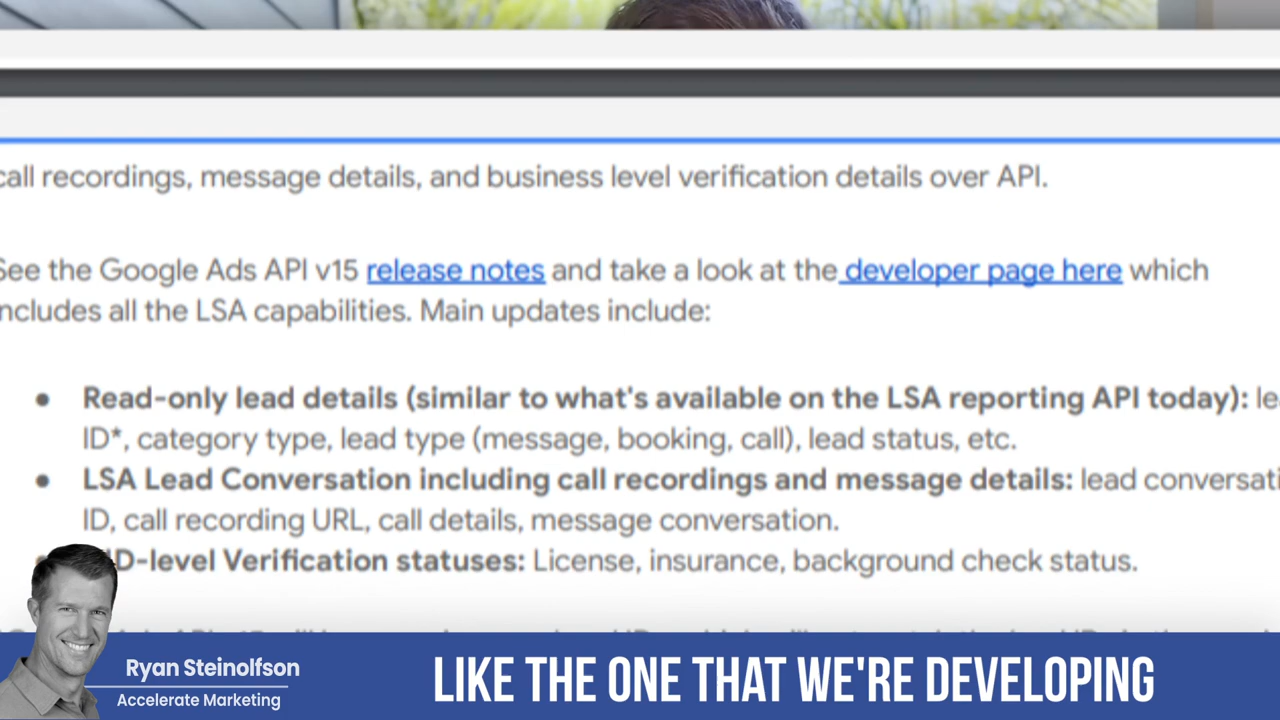 call recordings, message details, and business level verification details over API.
See the Google Ads API v15 release notes and take a look at the developer page here which
includes all the LSA capabilities. Main updates include:
• Read-only lead details (similar to what's available on the LSA reporting API today):
ID*, category type, lead type (message, booking, call), lead status, etc.
• LSA Lead Conversation including call recordings and message details: lead
ID, call recording URL, call details, message conversation.
Verification statuses: License, insurance, background check status.
Ryan Steinolfson
Accelerate Marketing
LIKE THE ONE THAT WE'RE DEVELOPING